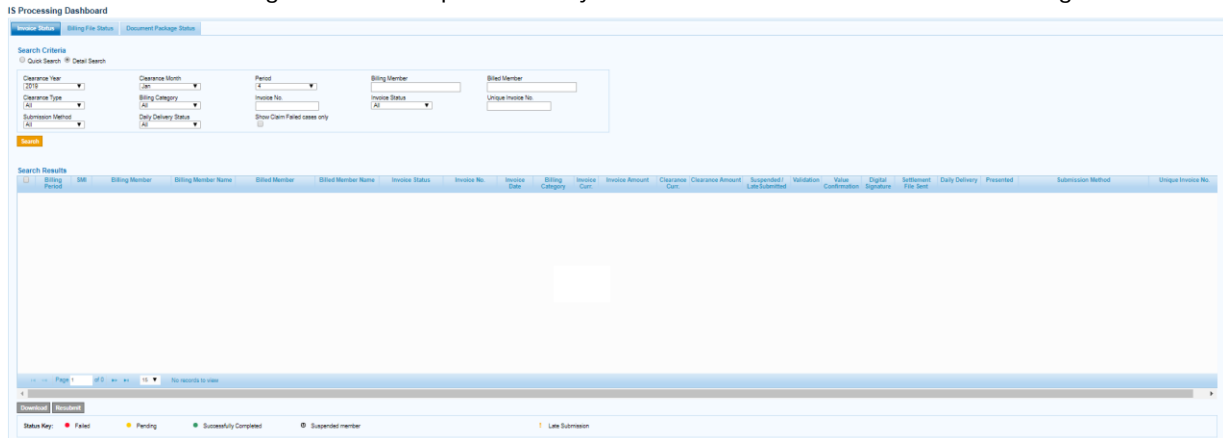 IS Processing Dashboard
Invoice Status Billing File Status Document Package Status
Search Criteria
Quick Search Detail Search
Clearance Year Clearance Month Period Billing Member Billed Member
2019 Jan 4
Clearance Type Billing Category Invoice No. Invoice Status Unique Invoice No.
All All All
Submission Method Daily Delivery Status Show Claim Failed cases only
All All
Search
Search Results
Billing Period SMI Billing Member Billing Member Name Billed Member Billed Member Name Invoice Status Invoice No. Invoice Date Billing Category Invoice Curr. Invoice Amount Clearance Curr. Clearance Amount Suspended/ Late Submitted Validation Value Confirmation Digital Signature Settlement File Sent Daily Delivery Presented Submission Method Unique Invoice No.
Page 1 of 0 No records to view
Download Resubmit
Status Key: Failed Pending Successfully Completed Suspended member ! Late Submission